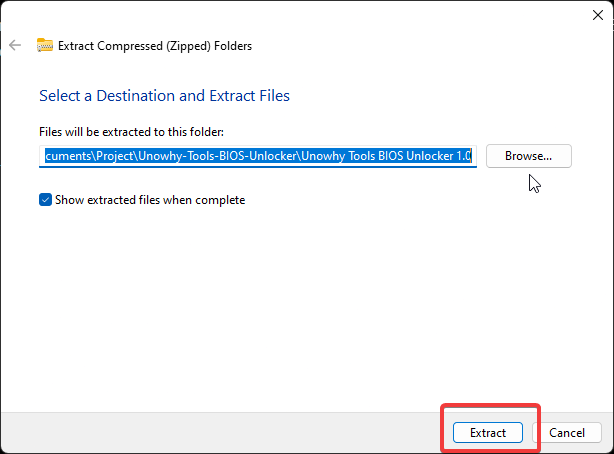 Extract Compressed (Zipped) Folders
Select a Destination and Extract Files
Files will be extracted to this folder:
cuments\Project\Unowhy-Tools-BIOS-Unlocker\Unowhy Tools BIOS Unlocker 1.0
Browse...
Show extracted files when complete
Extract
Cancel